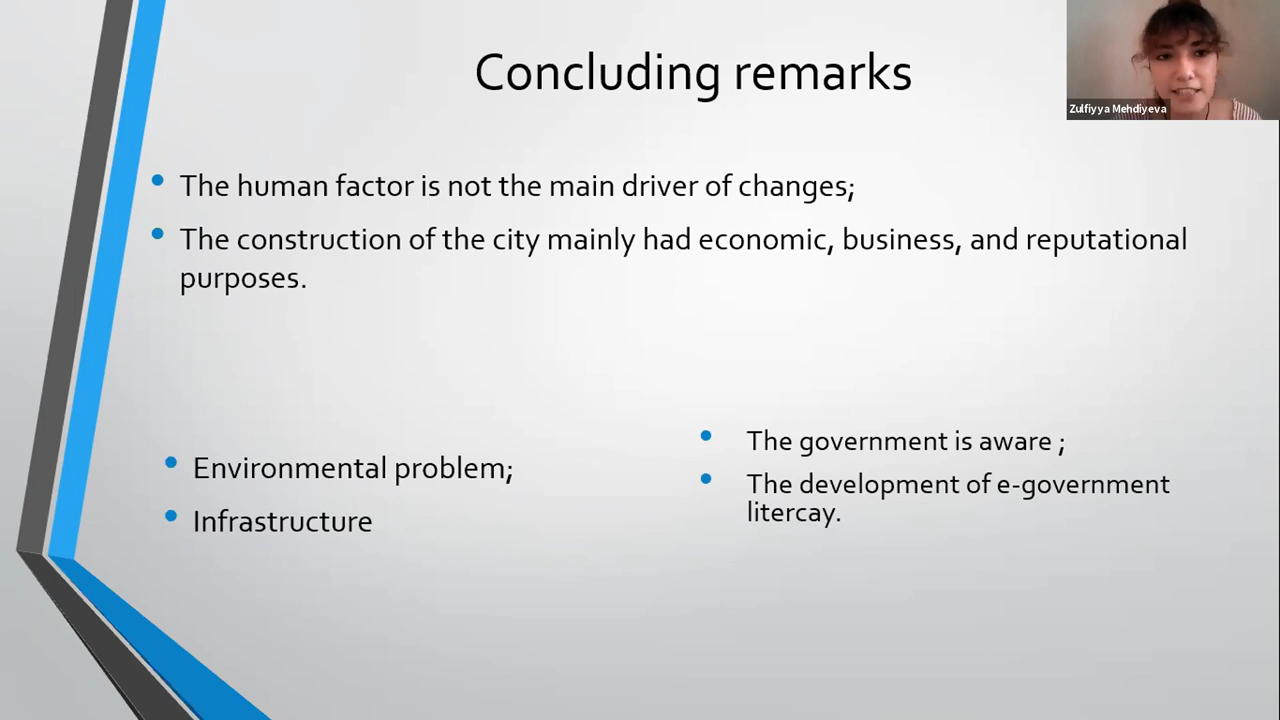 Concluding remarks
Zulfiyya Mehdiyeva
The human factor is not the main driver of changes;
The construction of the city mainly had economic, business, and reputational
purposes.
Environmental problem;
Infrastructure
The government is aware ;
The development of e-government
litercay.